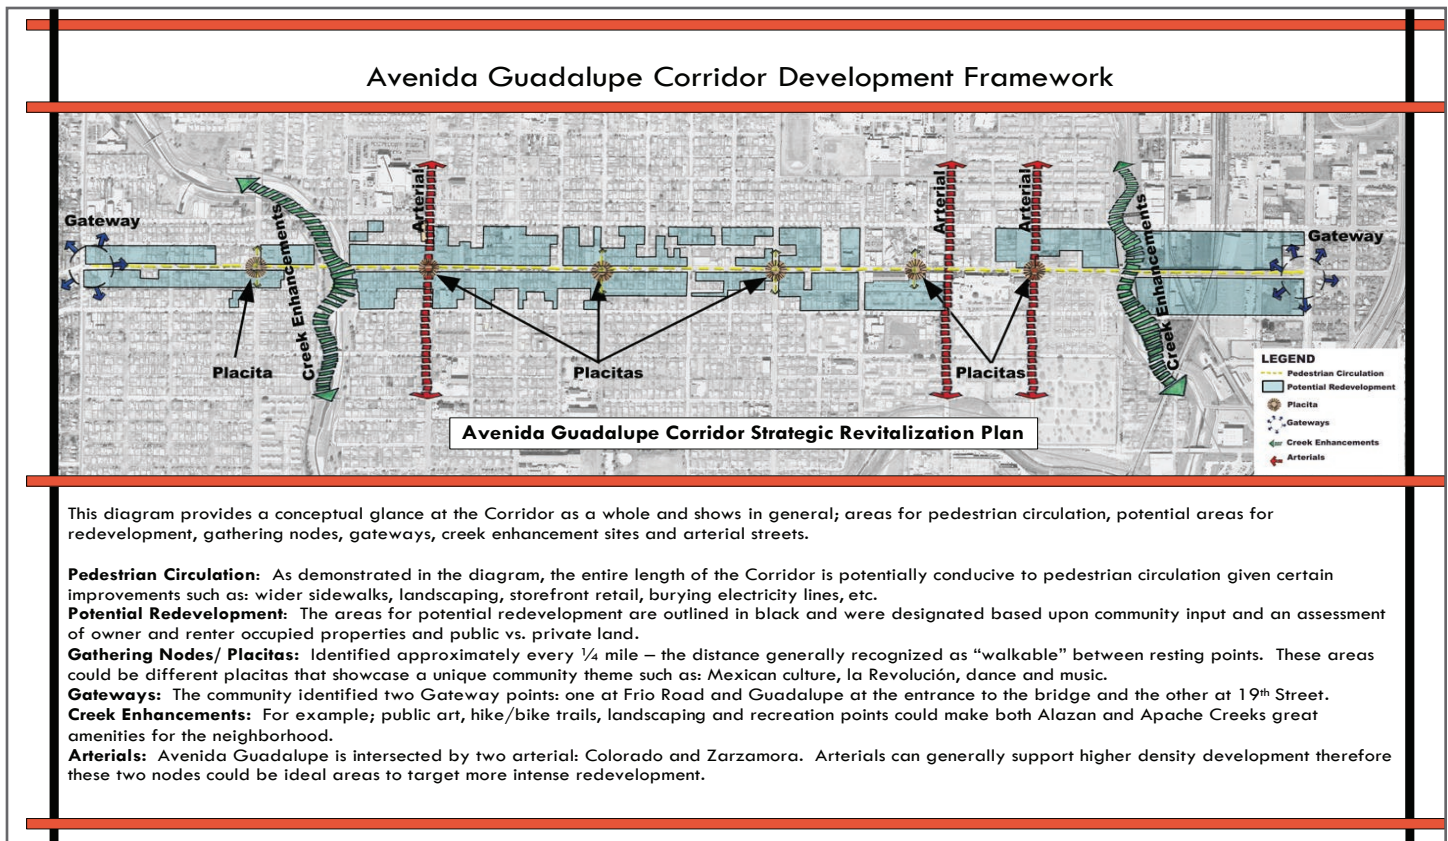 Avenida Guadalupe Corridor Development Framework
Gateway
Creek Enhancements
Arterial
Arterial
Arterial
Creek Enhancements
Gateway
Placita
Placitas
Placitas
LEGEND
Pedestrian Circulation
Potential Redevelopment
Placita
Gateways
Creek Enhancements
Arterials
Avenida Guadalupe Corridor Strategic Revitalization Plan
This diagram provides a conceptual glance at the Corridor as a whole and shows in general; areas for pedestrian circulation, potential areas for
redevelopment, gathering nodes, gateways, creek enhancement sites and arterial streets.
Pedestrian Circulation: As demonstrated in the diagram, the entire length of the Corridor is potentially conducive to pedestrian circulation given certain
improvements such as: wider sidewalks, landscaping, storefront retail, burying electricity lines, etc.
Potential Redevelopment: The areas for potential redevelopment are outlined in black and were designated based upon community input and an assessment
of owner and renter occupied properties and public vs. private land.
Gathering Nodes/ Placitas: Identified approximately every ¼ mile – the distance generally recognized as “walkable” between resting points. These areas
could be different placitas that showcase a unique community theme such as: Mexican culture, la Revolución, dance and music.
Gateways: The community identified two Gateway points: one at Frio Road and Guadalupe at the entrance to the bridge and the other at 19th Street.
Creek Enhancements: For example; public art, hike/bike trails, landscaping and recreation points could make both Alazan and Apache Creeks great
amenities for the neighborhood.
Arterials: Avenida Guadalupe is intersected by two arterial: Colorado and Zarzamora. Arterials can generally support higher density development therefore
these two nodes could be ideal areas to target more intense redevelopment.